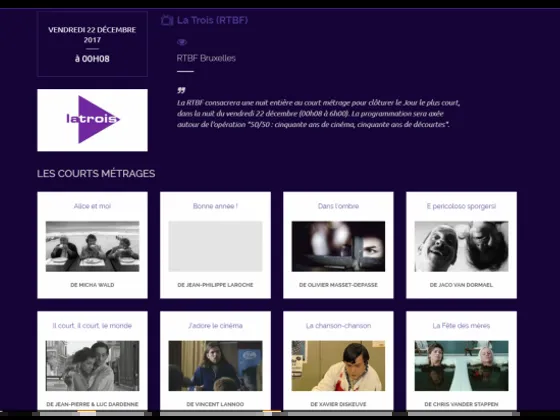 VENDREDI 22 DÉCEMBRE
2017
à 00H08
La Trois (RTBF)
RTBF Bruxelles
La RTBF consacrera une nuit entière au court métrage pour clôturer le Jour le plus court,
dans la nuit du vendredi 22 décembre (00h08 à 6h00). La programmation sera axée
autour de l'opération "50/50 : cinquante ans de cinéma, cinquante ans de découtes".
latrois
LES COURTS MÉTRAGES
Alice et moi
Bonne année !
Dans l'ombre
E pericoloso sporgersi
DE MICHA WALD
DE JEAN-PHILIPPE LAROCHE
DE OLIVIER MASSET-DEPASSE
DE JACO VAN DORMAEL
Il court, il court, le monde
J'adore le cinéma
La chanson-chanson
La Fête des mères
DE JEAN-PIERRE & LUC DARDENNE
DE VINCENT LANNOO
DE XAVIER DISKEUVE
DE CHRIS VANDER STAPPEN